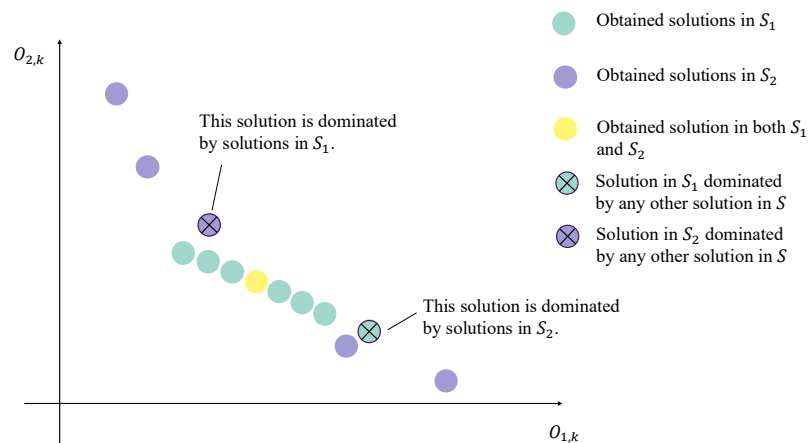 O₂,ₖ
This solution is dominated
by solutions in S₁.
This solution is dominated
by solutions in S₂.
O₁,ₖ
Obtained solutions in S₁
Obtained solutions in S₂
Obtained solution in both S₁
and S₂
Solution in S₁ dominated
by any other solution in S
Solution in S₂ dominated
by any other solution in S